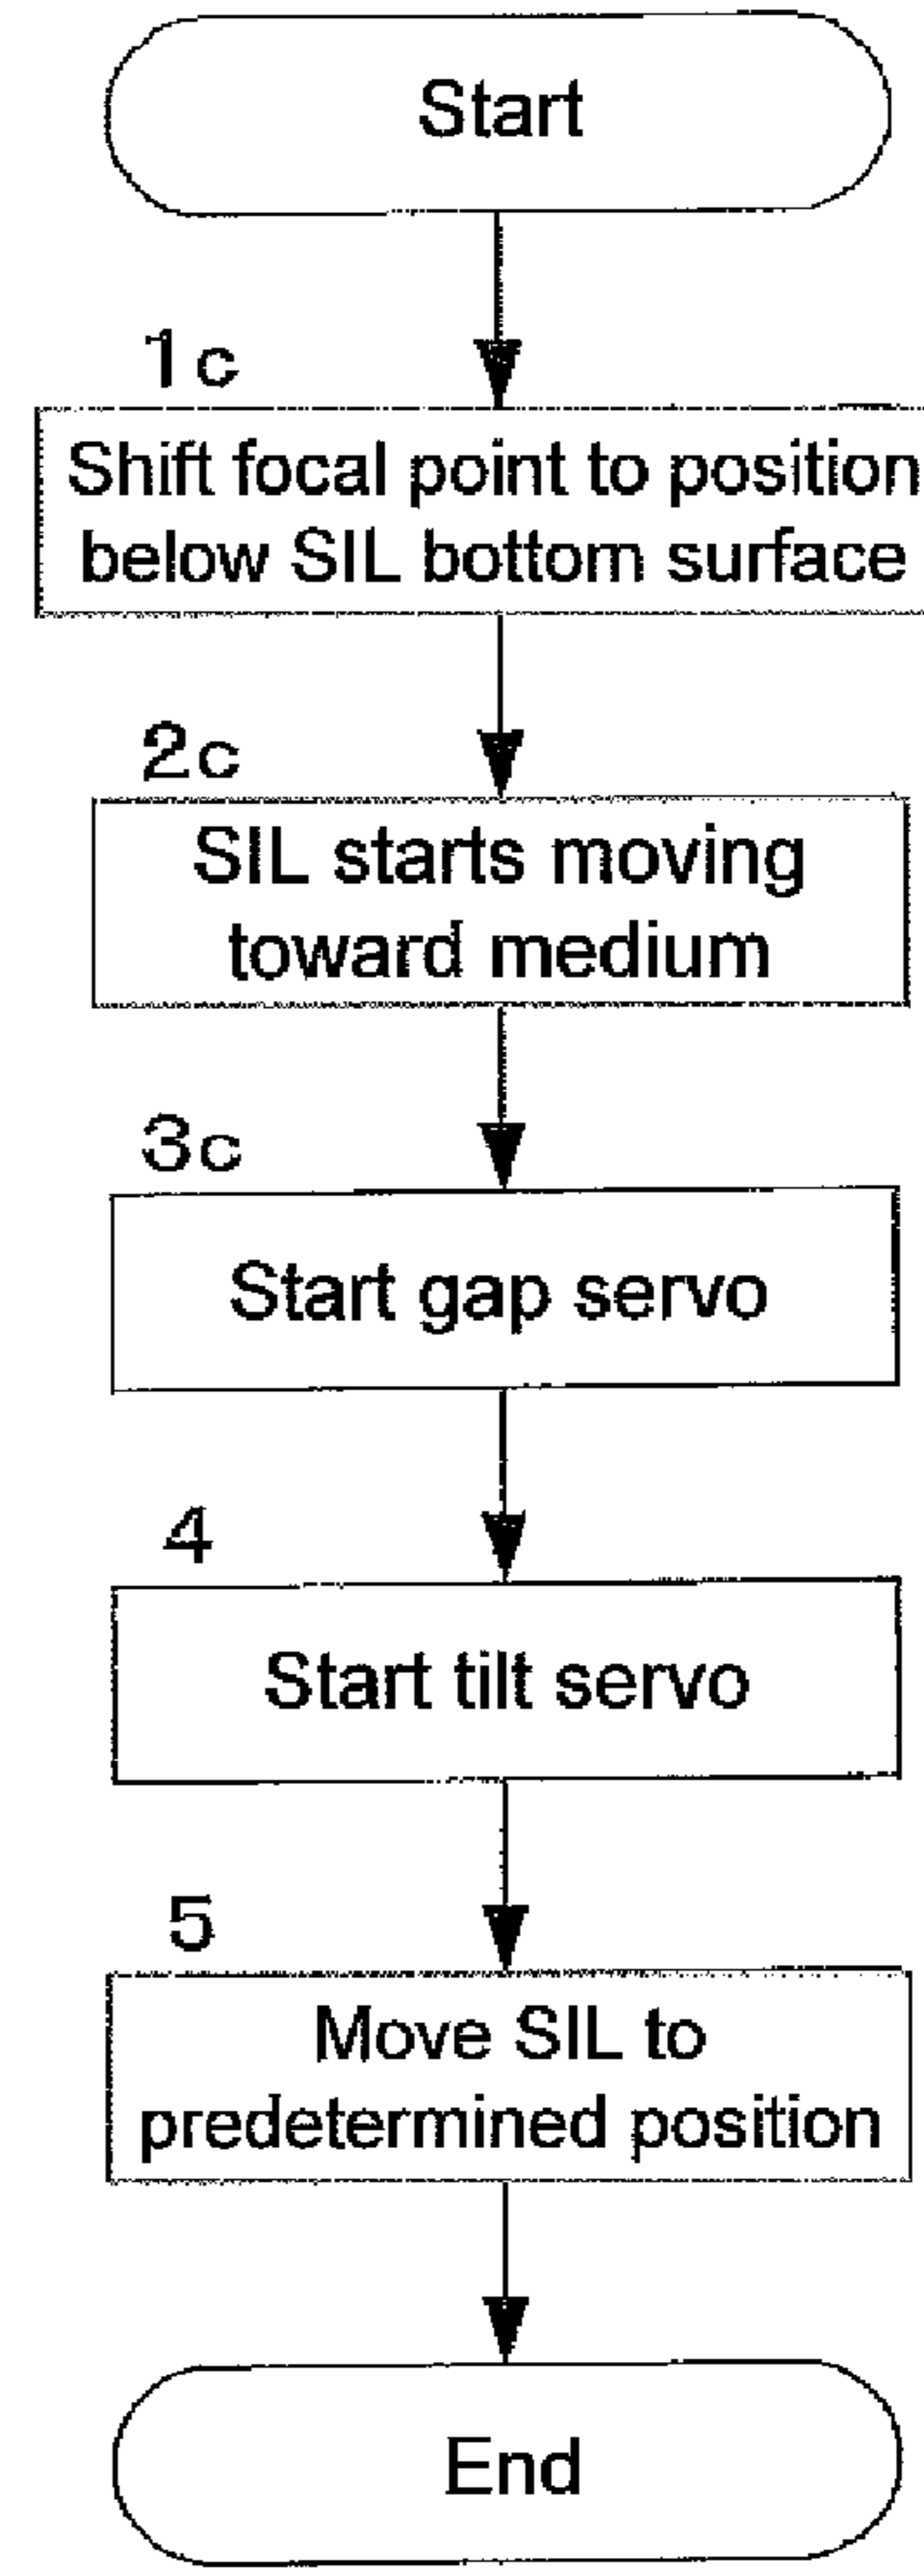 Start
1c
Shift focal point to position
below SIL bottom surface
2c
SIL starts moving
toward medium
3c
Start gap servo
4
Start tilt servo
5
Move SIL to
predetermined position
End